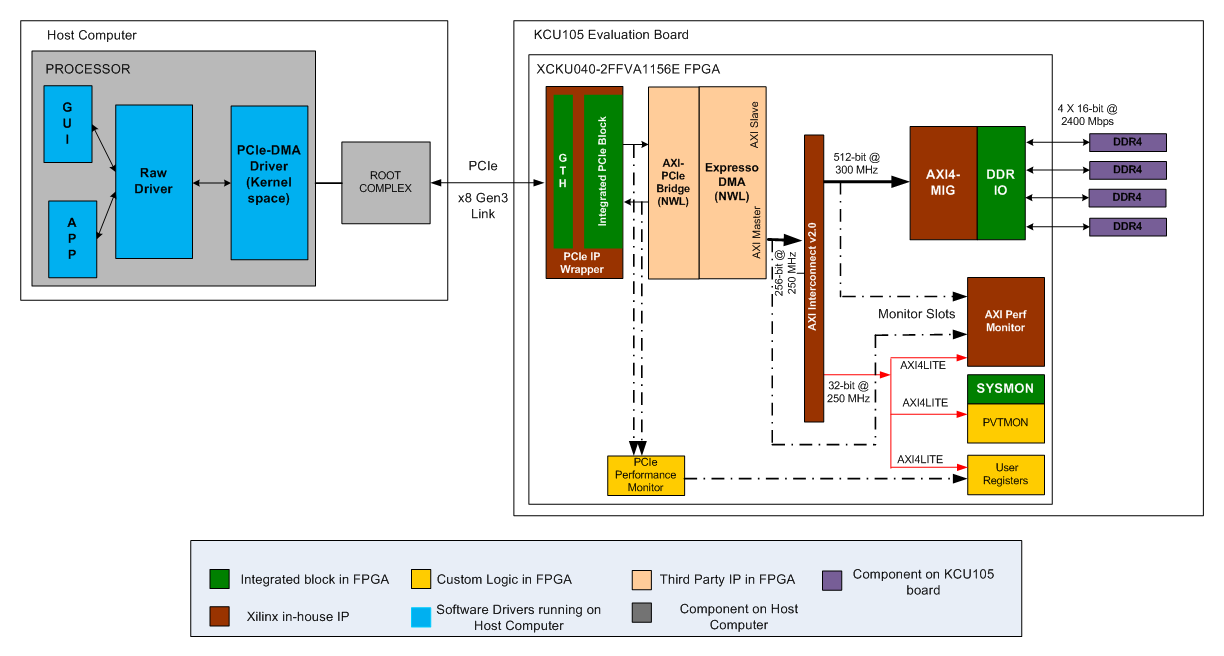 Host Computer
PROCESSOR
G
U
I
A
P
P
Raw
Driver
PCIe-DMA
Driver
(Kernel
space)
ROOT
COMPLEX
PCIe
x8 Gen3
Link
KCU105 Evaluation Board
XCKU040-2FFVA1156E FPGA
G
T
H
Integrated PCIe Block
PCIe IP
Wrapper
AXI-
PCIe
Bridge
(NWL)
Expresso
DMA
(NWL)
AXI Slave
AXI Master
256-bit @
250 MHz
AXI Interconnect v2.0
512-bit @
300 MHz
AXI4-
MIG
DDR
IO
4 X 16-bit @
2400 Mbps
DDR4
DDR4
DDR4
DDR4
Monitor Slots
AXI Perf
Monitor
32-bit @
250 MHz
AXI4LITE
AXI4LITE
AXI4LITE
SYSMON
PVTMON
User
Registers
PCIe
Performance
Monitor
Integrated block in FPGA
Custom Logic in FPGA
Third Party IP in FPGA
Component on KCU105
board
Xilinx in-house IP
Software Drivers running on
Host Computer
Component on Host
Computer